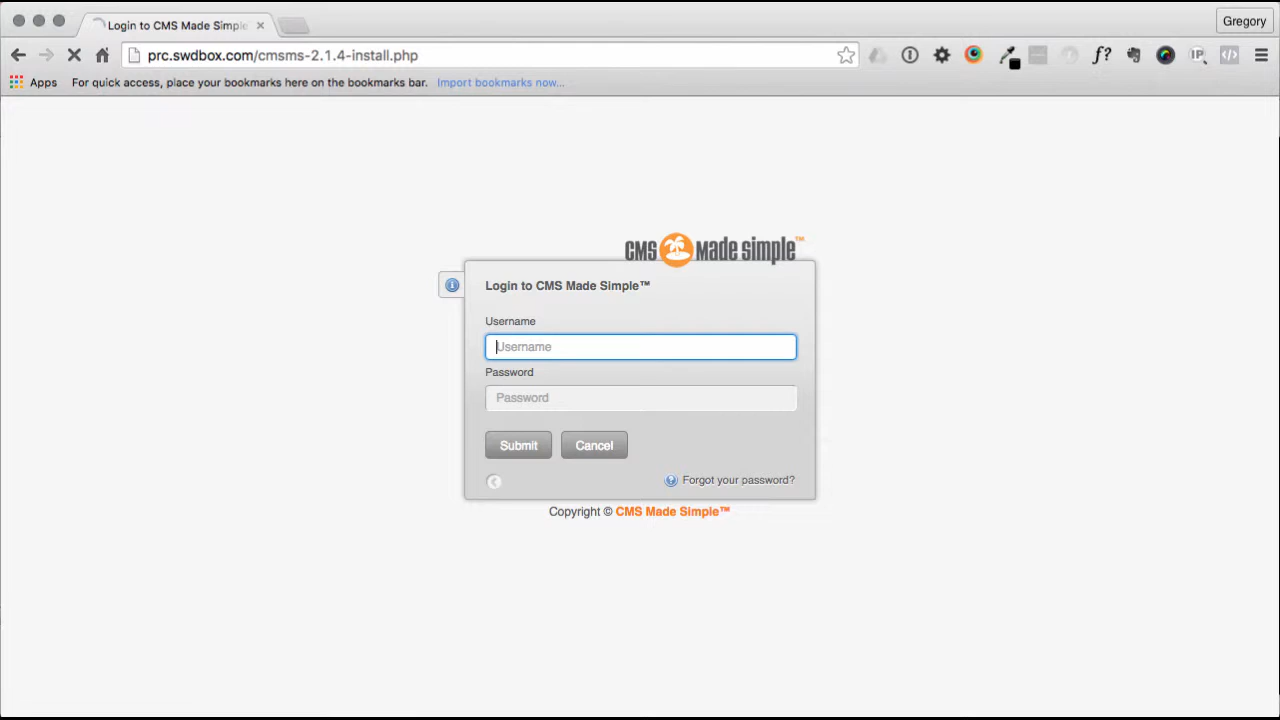 Login to CMS Made Simple
Gregory
prc.swdbox.com/cmsms-2.1.4-install.php
f?
IP
Apps
For quick access, place your bookmarks here on the bookmarks bar.
Import bookmarks now...
CMS Made Simple™
Login to CMS Made Simple™
Username
Username
Password
Password
Submit
Cancel
Forgot your password?
Copyright © CMS Made Simple™